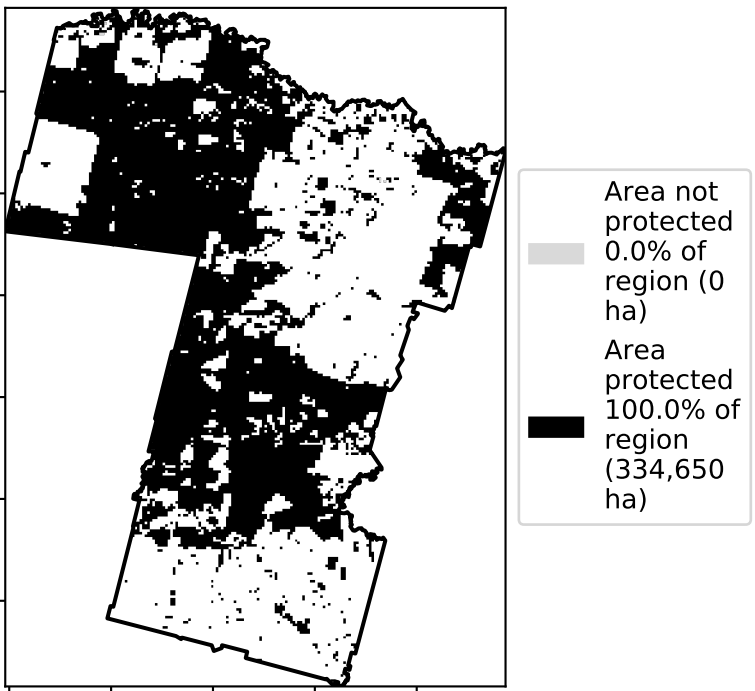 Area not
protected
0.0% of
region (0
ha)
Area
protected
100.0% of
region
(334,650
ha)